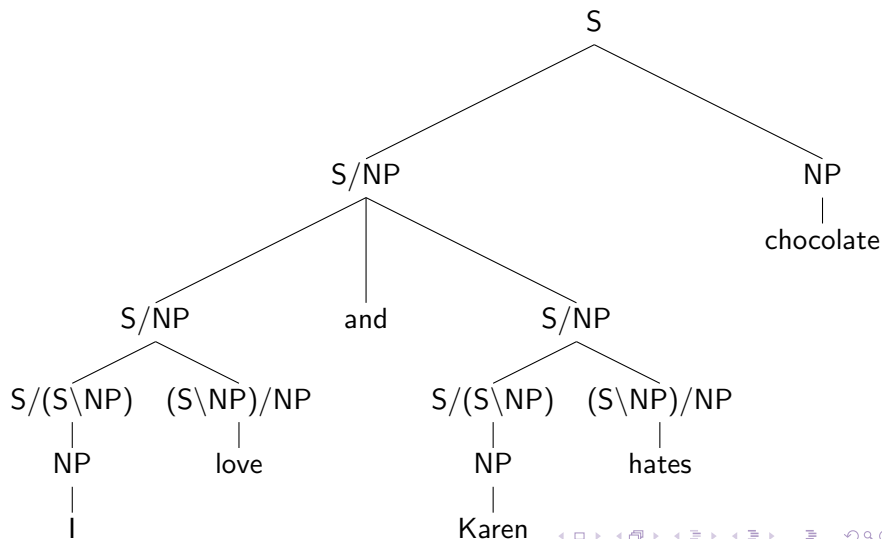 S
S/NP NP
chocolate
S/NP and S/NP
S/(S\NP) (S\NP)/NP S/(S\NP) (S\NP)/NP
NP love NP hates
I Karen